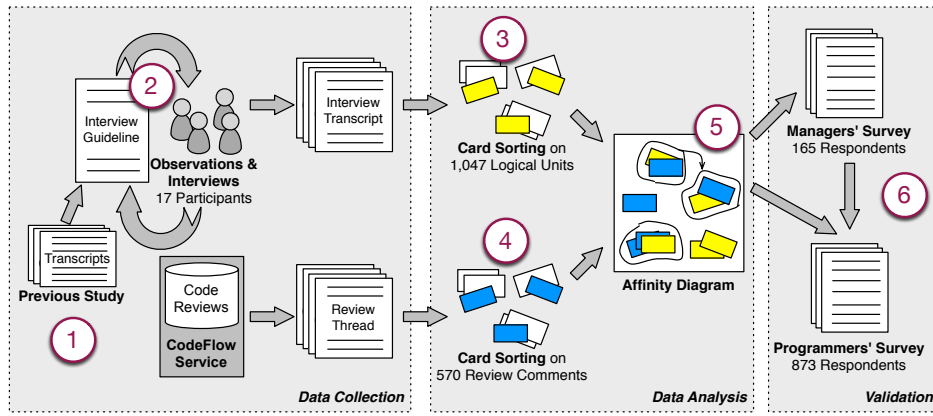 1
Transcripts
Previous Study
2
Interview
Guideline
Observations &
Interviews
17 Participants
Interview
Transcript
Code
Reviews
CodeFlow
Service
Review
Thread
Data Collection
3
Card Sorting on
1,047 Logical Units
4
Card Sorting on
570 Review Comments
5
Affinity Diagram
Data Analysis
Managers' Survey
165 Respondents
6
Programmers' Survey
873 Respondents
Validation